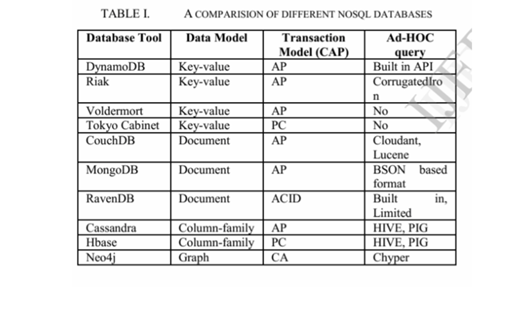 TABLE I. A COMPARISION OF DIFFERENT NOSQL DATABASES
Database Tool Data Model Transaction Ad-HOC
Model (CAP) query
DynamoDB Key-value AP Built in API
Riak Key-value AP CorrugatedIro
n
Voldermort Key-value AP No
Tokyo Cabinet Key-value PC No
CouchDB Document AP Cloudant,
Lucene
MongoDB Document AP BSON based
format
RavenDB Document ACID Built in,
Limited
Cassandra Column-family AP HIVE, PIG
Hbase Column-family PC HIVE, PIG
Neo4j Graph CA Chyper